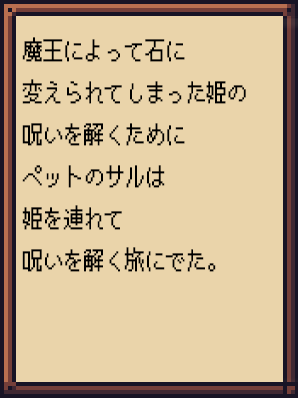 魔王によって石に
変えられてしまった姫の
呪いを解くために
ペットのサルは
姫を連れて
呪いを解く旅にでた。